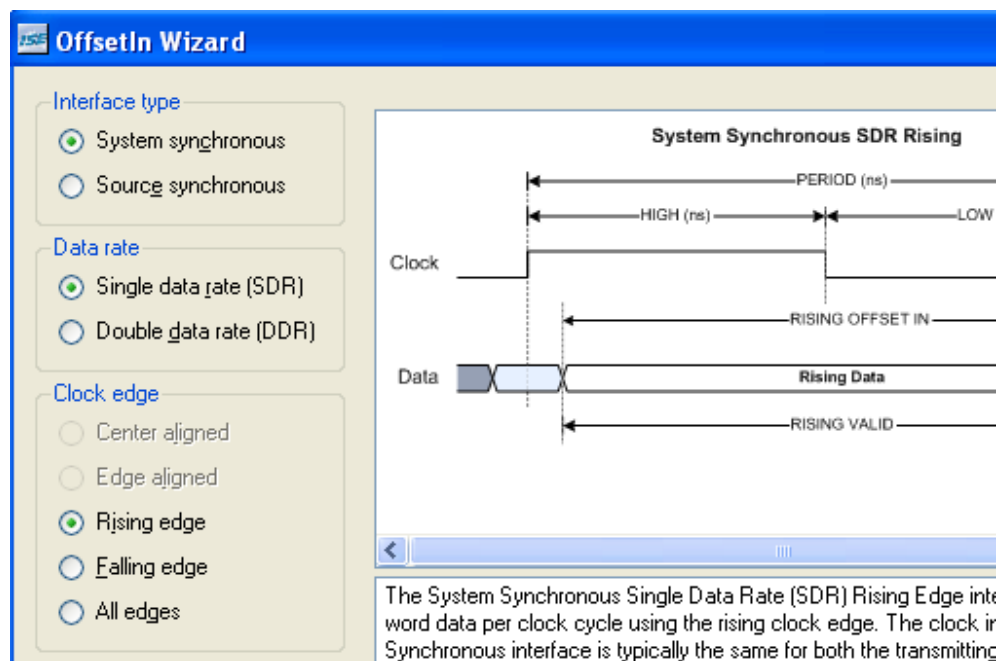 ISE OffsetIn Wizard
Interface type
System synchronous
Source synchronous
Data rate
Single data rate (SDR)
Double data rate (DDR)
Clock edge
Center aligned
Edge aligned
Rising edge
Falling edge
All edges
System Synchronous SDR Rising
PERIOD (ns)
HIGH (ns) LOW
Clock
RISING OFFSET IN
Data Rising Data
RISING VALID
The System Synchronous Single Data Rate (SDR) Rising Edge inte
word data per clock cycle using the rising clock edge. The clock in
Synchronous interface is typically the same for both the transmitting